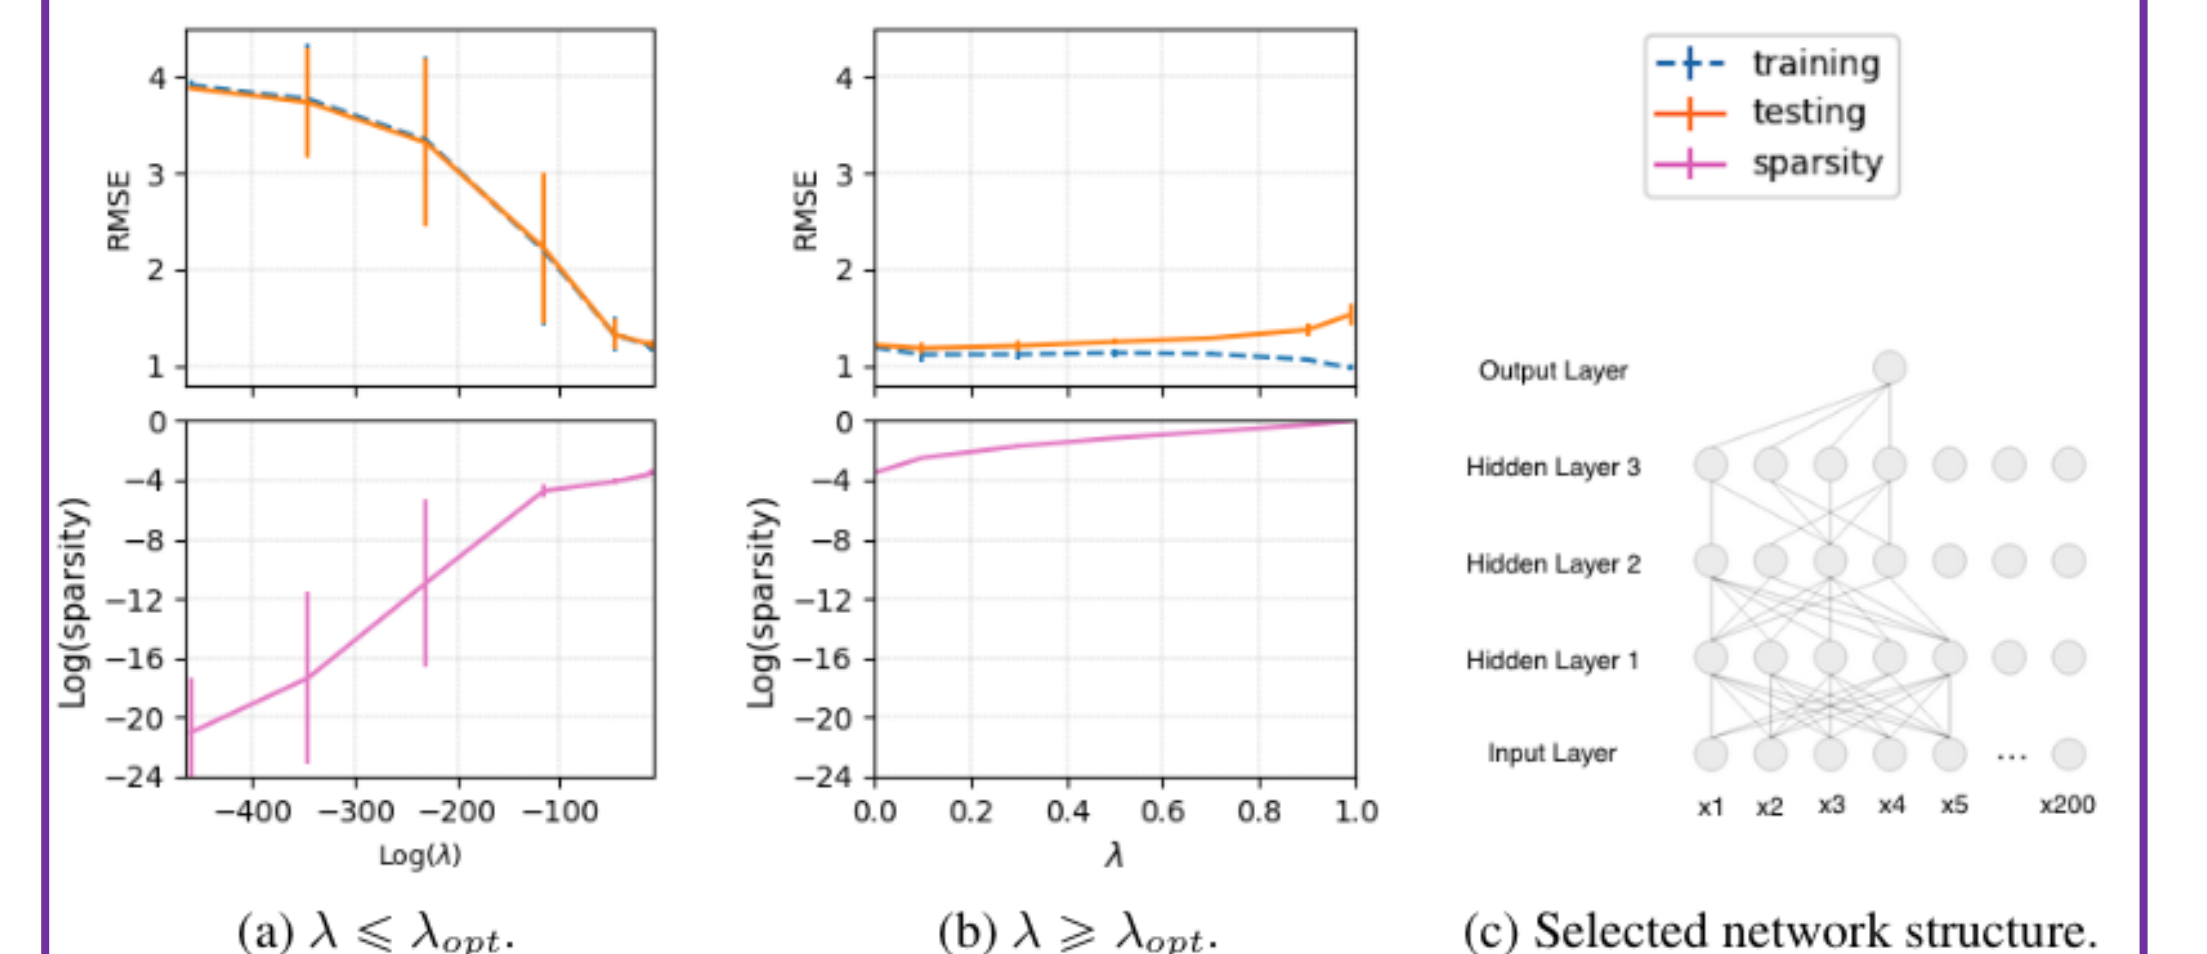 4
3
2
1
RMSE
0
−4
−8
−12
−16
−20
−24
Log(sparsity)
−400 −300 −200 −100
Log(λ)
(a) λ ⩽ λopt.
4
3
2
1
RMSE
0
−4
−8
−12
−16
−20
−24
Log(sparsity)
0.0 0.2 0.4 0.6 0.8 1.0
λ
(b) λ ⩾ λopt.
training
testing
sparsity
Output Layer
Hidden Layer 3
Hidden Layer 2
Hidden Layer 1
Input Layer
...
x1 x2 x3 x4 x5 x200
(c) Selected network structure.